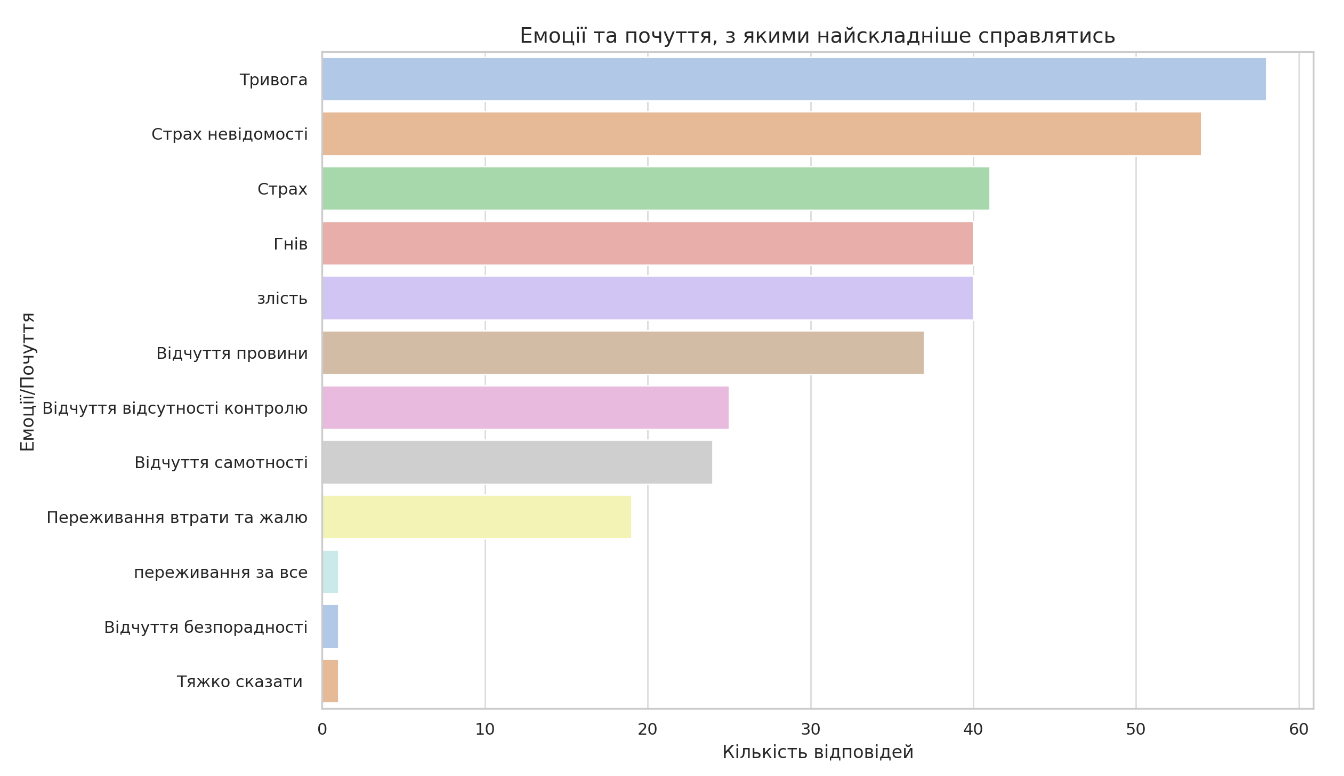 Емоції та почуття, з якими найскладніше справлятись
Емоції/Почуття
Тривога
Страх невідомості
Страх
Гнів
злість
Відчуття провини
Відчуття відсутності контролю
Відчуття самотності
Переживання втрати та жалю
переживання за все
Відчуття безпорадності
Тяжко сказати
0 10 20 30 40 50 60
Кількість відповідей